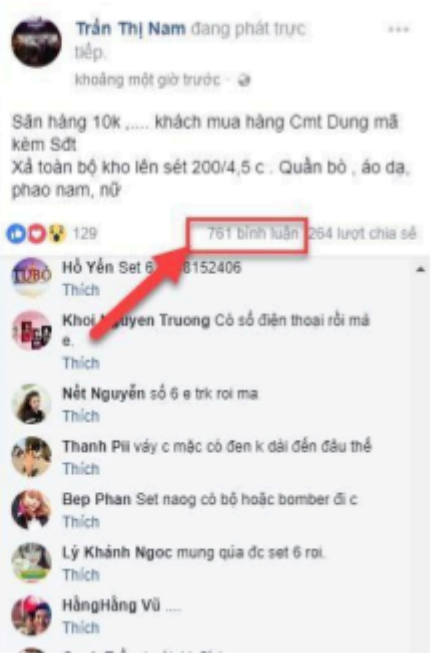 Trần Thị Nam đang phát trực
tiếp.
khoảng một giờ trước
Săn hàng 10k ,.... khách mua hàng Cmt Dung mã
kèm Sđt
Xả toàn bộ kho lên sét 200/4,5 c . Quần bò , áo dạ,
phao nam, nữ
129
761 bình luận
264 lượt chia sẻ
TUBO
Hồ Yến Set 6 8152406
Thích
Khoi Truong Có số điện thoại rồi mà
e.
Thích
Nết Nguyễn số 6 e trk roi ma
Thích
Thanh Pii váy c mặc có đen k dài đến đâu thế
Thích
Bep Phan Set naog có bộ hoặc bomber đi c
Thích
Lý Khánh Ngọc mung qúa đc set 6 roi.
Thích
HằngHằng Vũ ....
Thích